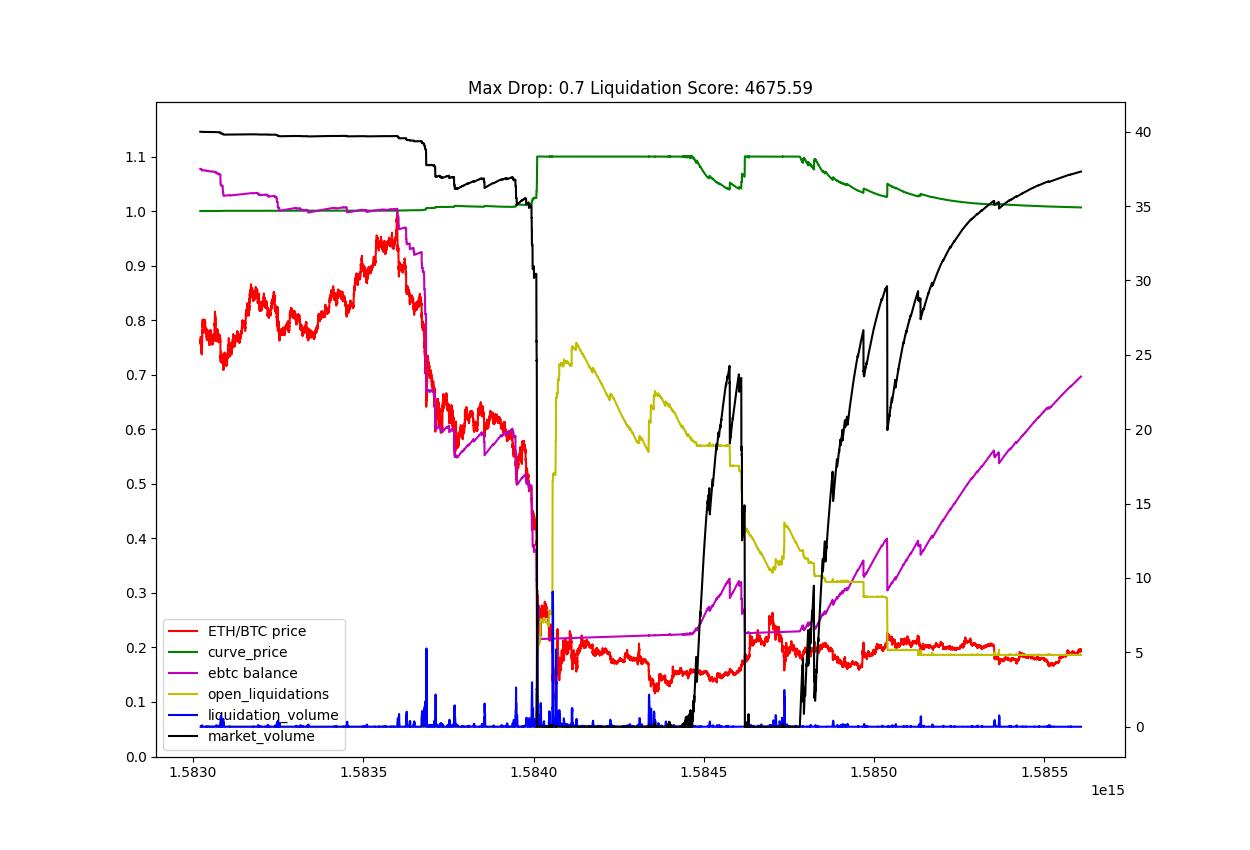 Max Drop: 0.7 Liquidation Score: 4675.59
1.1
1.0
0.9
0.8
0.7
0.6
0.5
0.4
0.3
0.2
0.1
0.0
40
35
30
25
20
15
10
5
0
ETH/BTC price
curve_price
ebtc balance
open_liquidations
liquidation_volume
market_volume
1.5830 1.5835 1.5840 1.5845 1.5850 1.5855
1e15